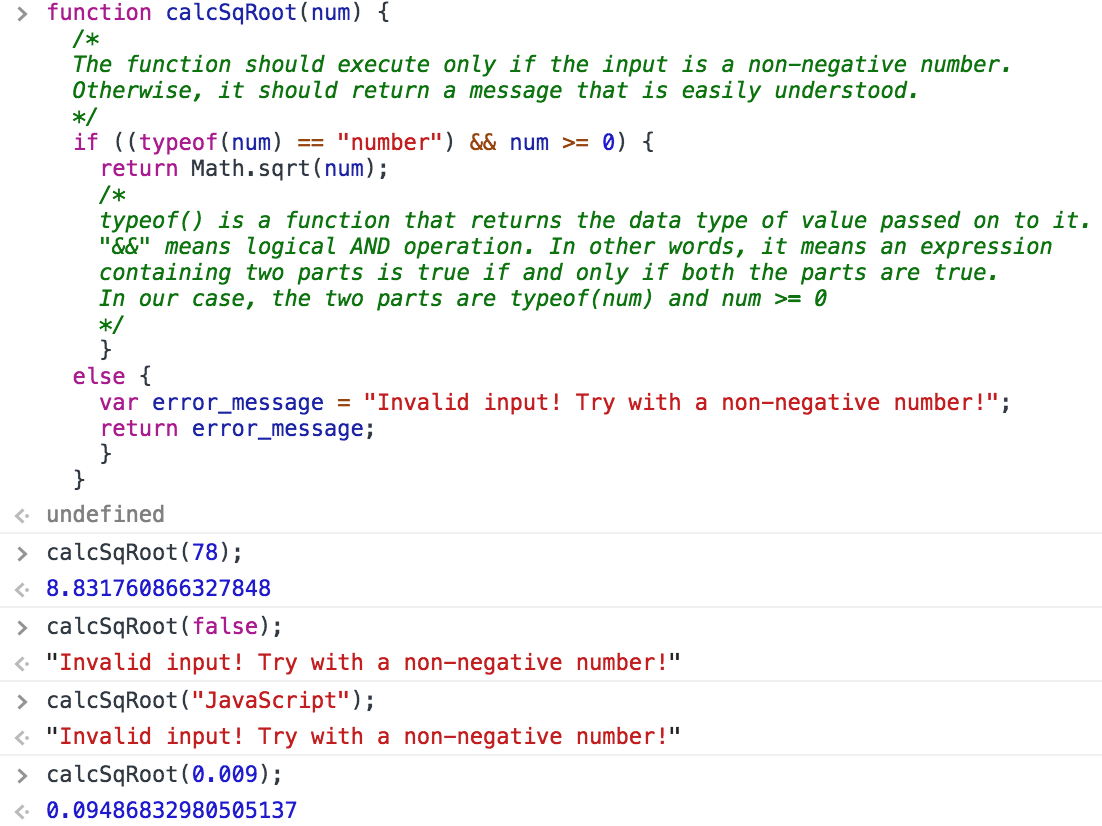 > function calcSqRoot(num) {
/*
The function should execute only if the input is a non-negative number.
Otherwise, it should return a message that is easily understood.
*/
if ((typeof(num) == "number") && num >= 0) {
return Math.sqrt(num);
/*
typeof() is a function that returns the data type of value passed on to it.
"&&" means logical AND operation. In other words, it means an expression
containing two parts is true if and only if both the parts are true.
In our case, the two parts are typeof(num) and num >= 0
*/
}
else {
var error_message = "Invalid input! Try with a non-negative number!";
return error_message;
}
}
<· undefined
> calcSqRoot(78);
<· 8.831760866327848
> calcSqRoot(false);
<· "Invalid input! Try with a non-negative number!"
> calcSqRoot("JavaScript");
<· "Invalid input! Try with a non-negative number!"
> calcSqRoot(0.009);
<· 0.09486832980505137